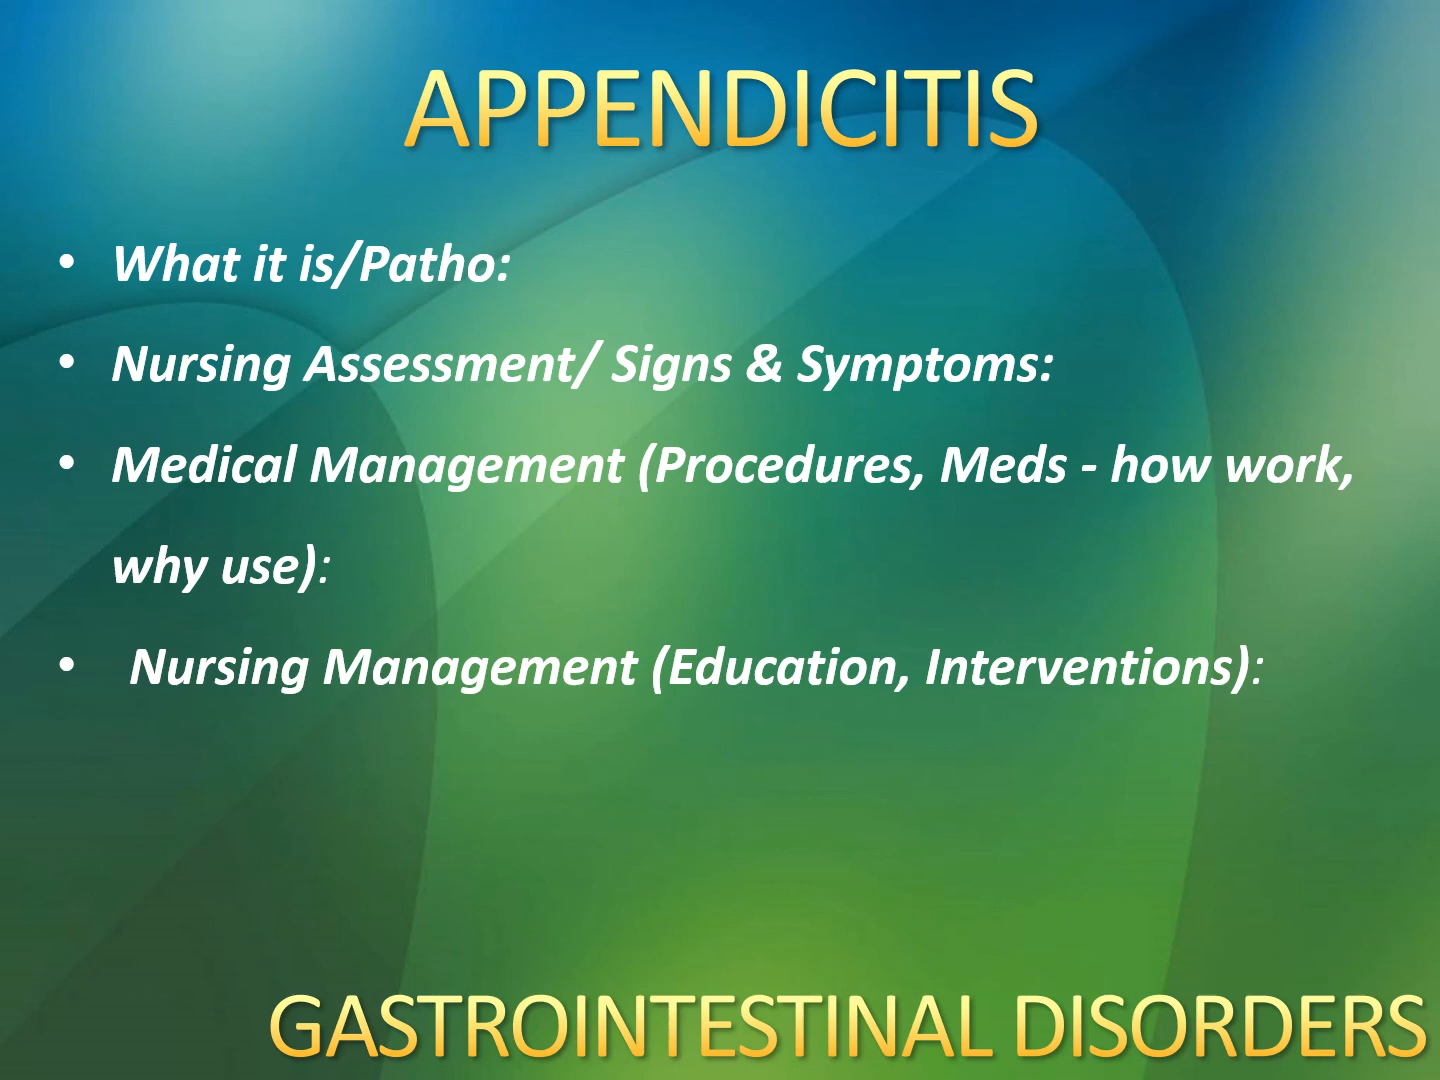 APPENDICITIS
• What it is/Patho:
• Nursing Assessment/ Signs & Symptoms:
• Medical Management (Procedures, Meds - how work,
why use):
• Nursing Management (Education, Interventions):
GASTROINTESTINAL DISORDERS